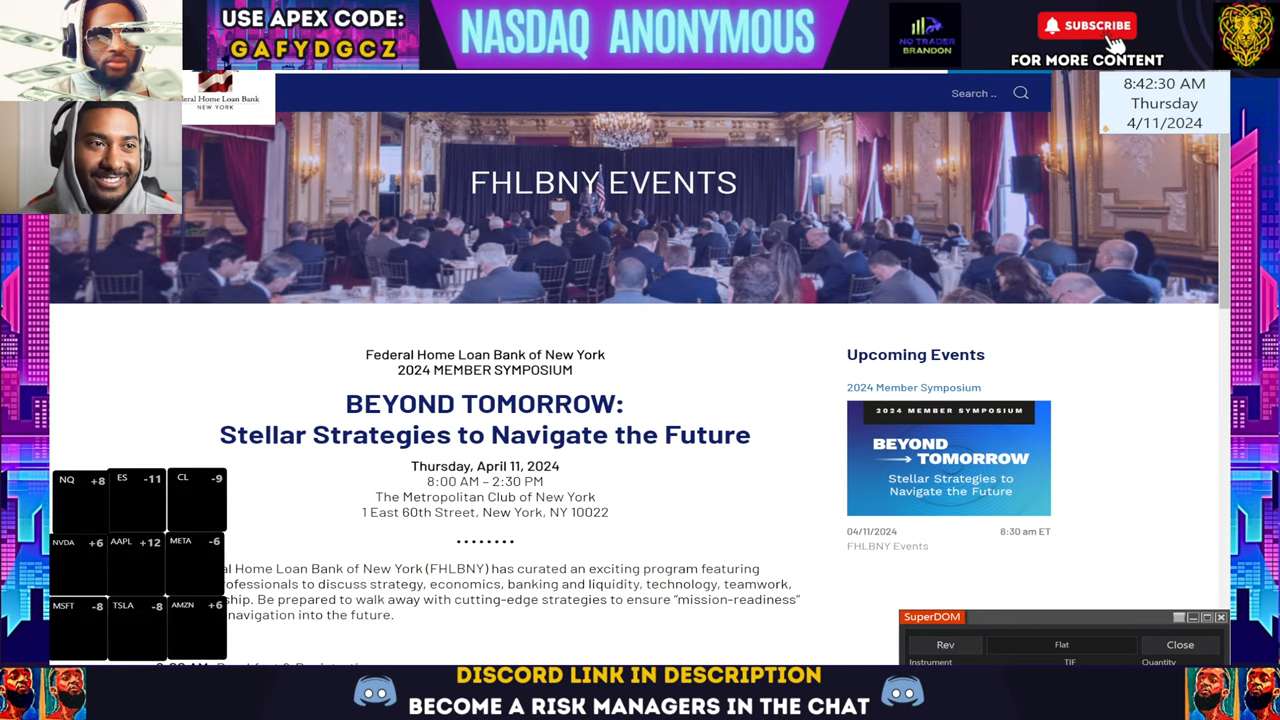 USE APEX CODE:
GAFYDGCZ
NASDAQ ANONYMOUS
NQ TRADER
BRANDON
SUBSCRIBE
FOR MORE CONTENT
eral Home Loan Bank
NEW YORK
Search ..
8:42:30 AM
Thursday
4/11/2024
FHLBNY EVENTS
Federal Home Loan Bank of New York
2024 MEMBER SYMPOSIUM
BEYOND TOMORROW:
Stellar Strategies to Navigate the Future
Thursday, April 11, 2024
8:00 AM – 2:30 PM
The Metropolitan Club of New York
1 East 60th Street, New York, NY 10022
al Home Loan Bank of New York (FHLBNY) has curated an exciting program featuring
ofessionals to discuss strategy, economics, banking and liquidity, technology, teamwork,
ship. Be prepared to walk away with cutting-edge strategies to ensure "mission-readiness"
navigation into the future.
Upcoming Events
2024 Member Symposium
2024 MEMBER SYMPOSIUM
BEYOND
TOMORROW
Stellar Strategies to
Navigate the Future
04/11/2024 8:30 am ET
FHLBNY Events
NQ +8 ES -11 CL -9
NVDA +6 AAPL +12 META -6
MSFT -8 TSLA -8 AMZN +6
SuperDOM
Rev Flat Close
Instrument TIF Quantity
DISCORD LINK IN DESCRIPTION
BECOME A RISK MANAGERS IN THE CHAT